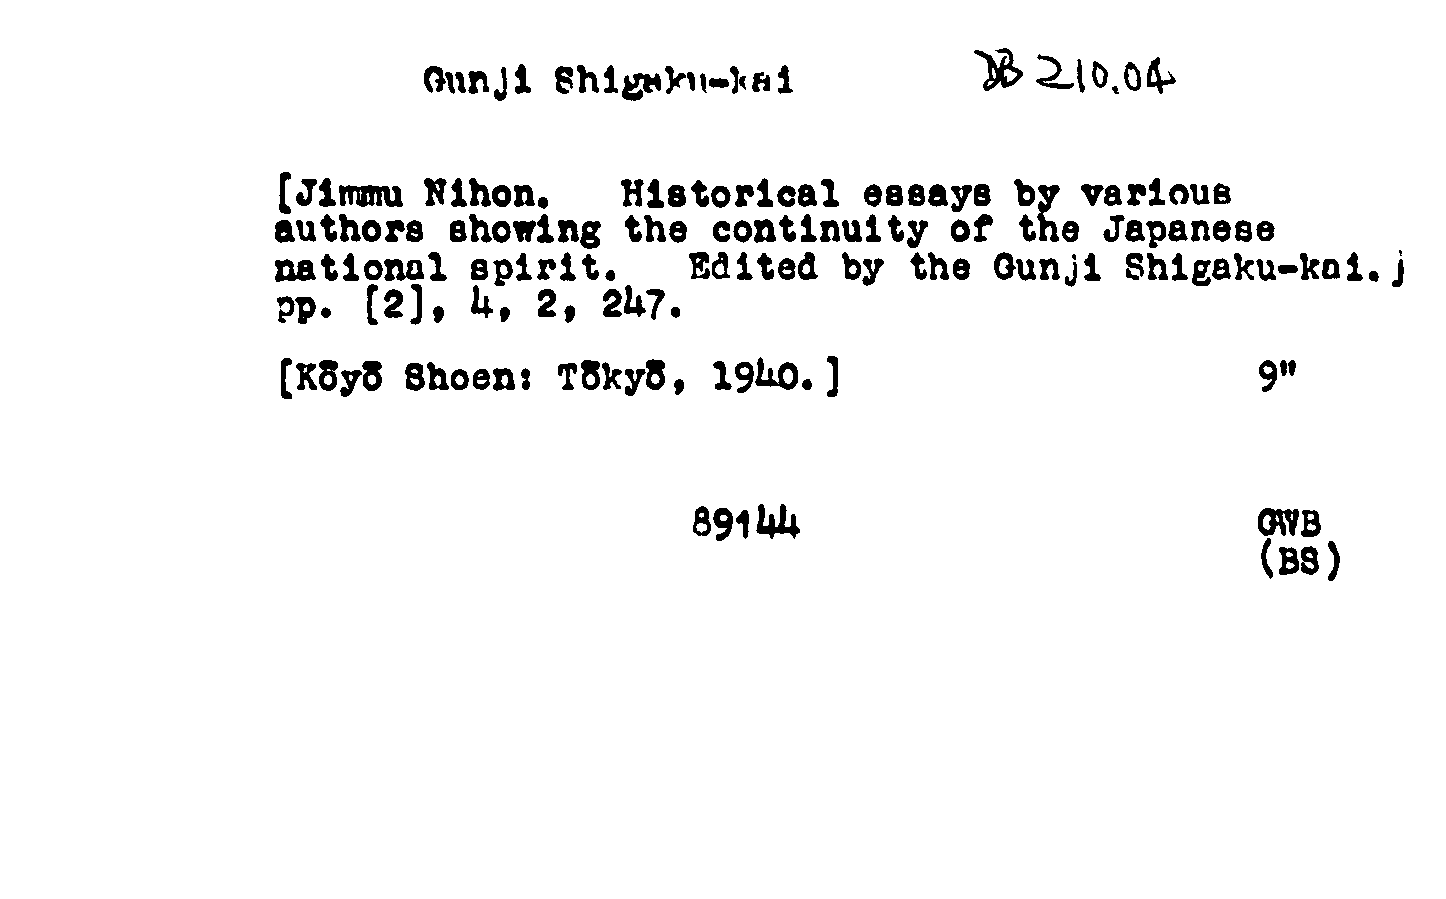 Gunji Shigaku-kai DB 210.04
[Jimmu Nihon. Historical essays by various
authors showing the continuity of the Japanese
national spirit. Edited by the Gunji Shigaku-kai.]
pp. [2], 4, 2, 247.
[Kōyō Shoen: Tōkyō, 1940.] 9"
89144 GWB
(BS)